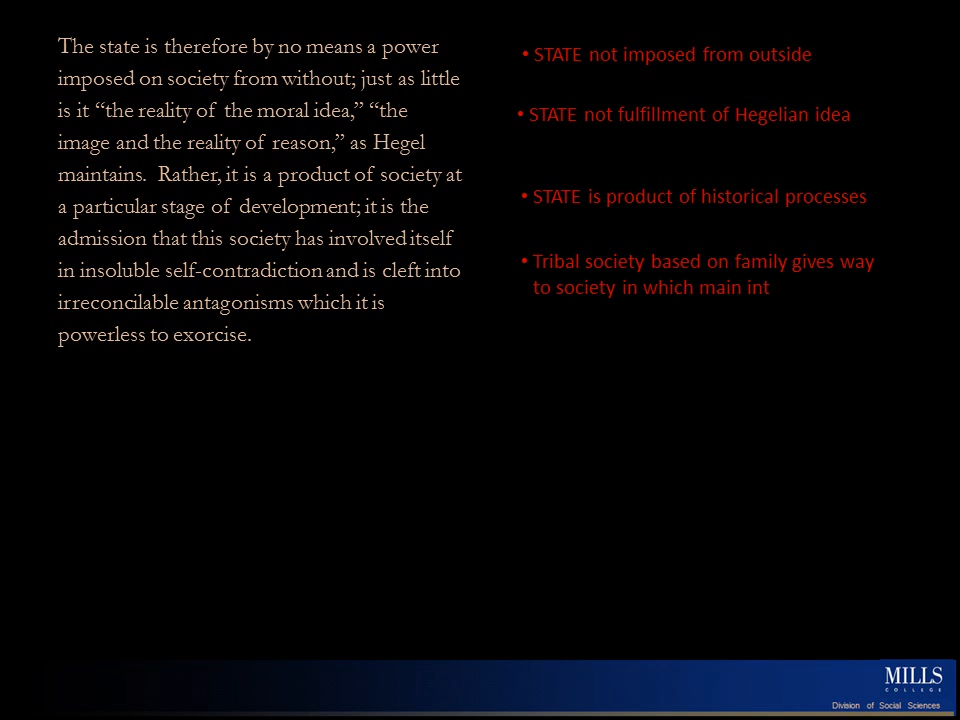 The state is therefore by no means a power
imposed on society from without; just as little
is it “the reality of the moral idea,” “the
image and the reality of reason,” as Hegel
maintains. Rather, it is a product of society at
a particular stage of development; it is the
admission that this society has involved itself
in insoluble self-contradiction and is cleft into
irreconcilable antagonisms which it is
powerless to exorcise.
• STATE not imposed from outside
• STATE not fulfillment of Hegelian idea
• STATE is product of historical processes
• Tribal society based on family gives way
to society in which main int
MILLS
COLLEGE
Division of Social Sciences